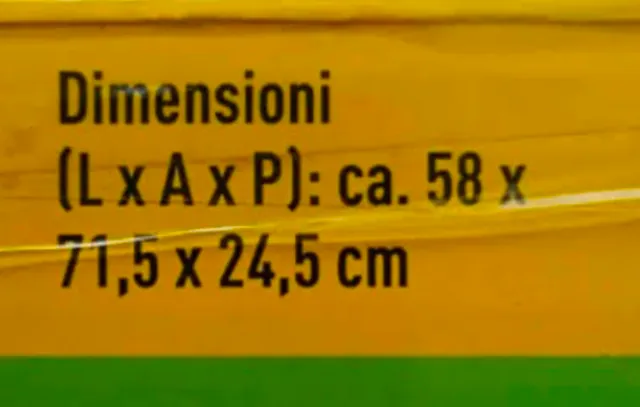 Dimensioni
(L x A x P): ca. 58 x
71,5 x 24,5 cm